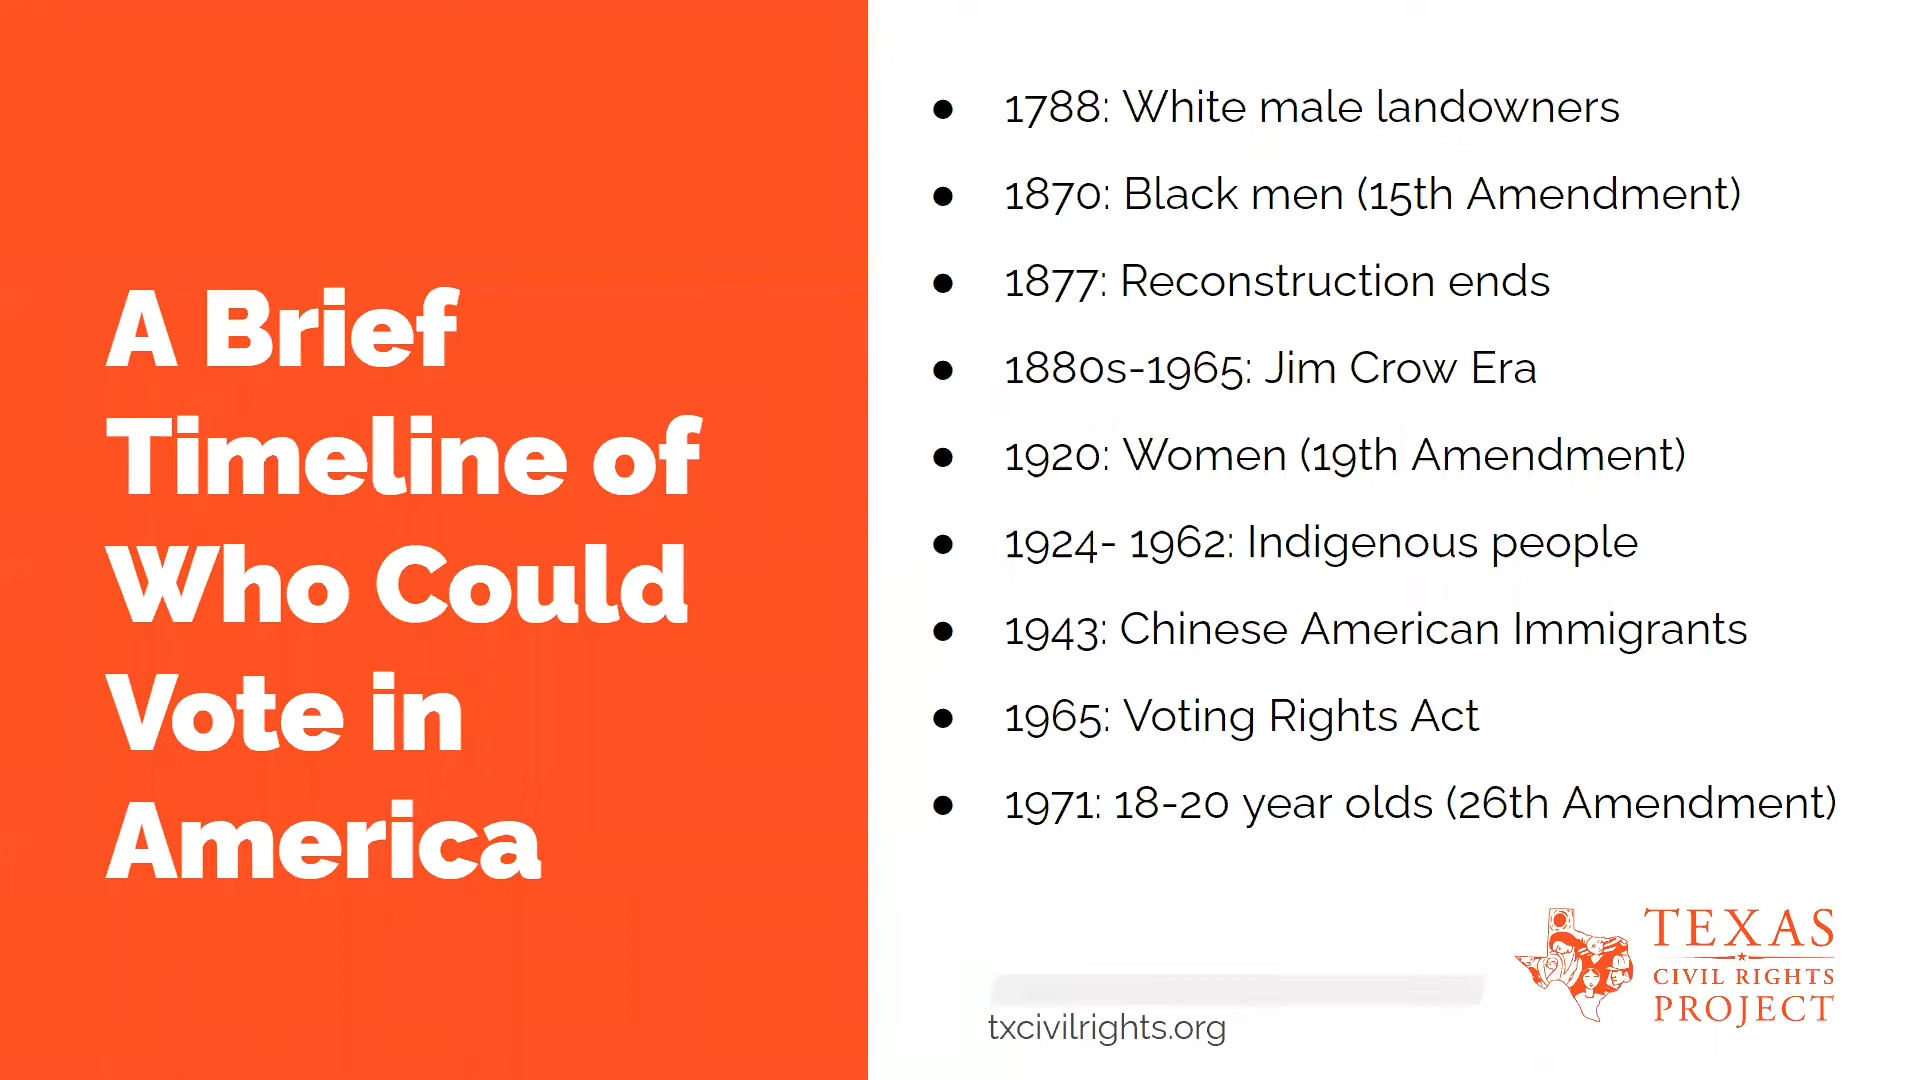 A Brief
Timeline of
Who Could
Vote in
America
● 1788: White male landowners
● 1870: Black men (15th Amendment)
● 1877: Reconstruction ends
● 1880s-1965: Jim Crow Era
● 1920: Women (19th Amendment)
● 1924- 1962: Indigenous people
● 1943: Chinese American Immigrants
● 1965: Voting Rights Act
● 1971: 18-20 year olds (26th Amendment)
TEXAS
CIVIL RIGHTS
PROJECT
txcivilrights.org